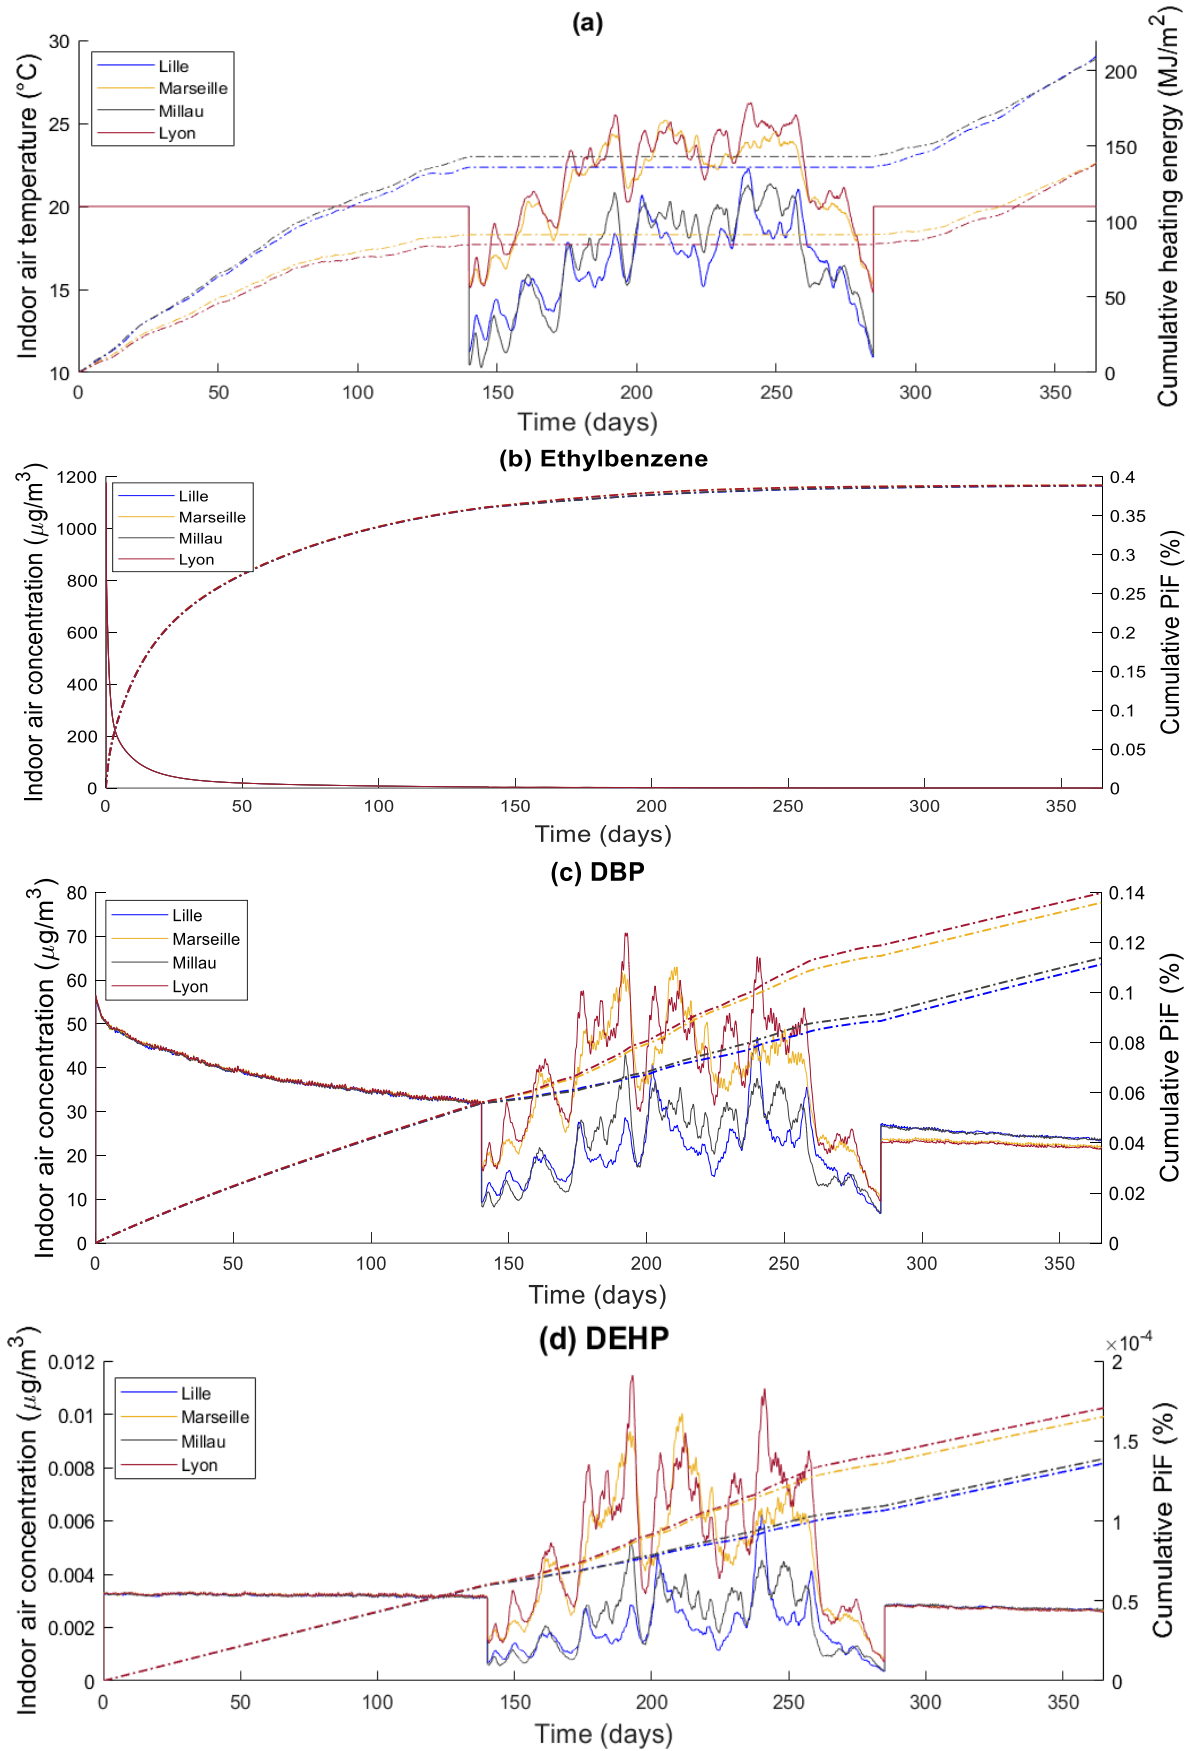 (a)
30
25
20
15
10
Indoor air temperature (°C)
Lille
Marseille
Millau
Lyon
200
150
100
50
0
Cumulative heating energy (MJ/m²)
0 50 100 150 200 250 300 350
Time (days)
(b) Ethylbenzene
1200
1000
800
600
400
200
0
Indoor air concentration (μg/m³)
Lille
Marseille
Millau
Lyon
0.4
0.35
0.3
0.25
0.2
0.15
0.1
0.05
0
Cumulative PiF (%)
0 50 100 150 200 250 300 350
Time (days)
(c) DBP
80
70
60
50
40
30
20
10
0
Indoor air concentration (μg/m³)
Lille
Marseille
Millau
Lyon
0.14
0.12
0.1
0.08
0.06
0.04
0.02
0
Cumulative PiF (%)
0 50 100 150 200 250 300 350
Time (days)
(d) DEHP
0.012
0.01
0.008
0.006
0.004
0.002
0
Indoor air concentration (μg/m³)
Lille
Marseille
Millau
Lyon
×10⁻⁴
2
1.5
1
0.5
0
Cumulative PiF (%)
0 50 100 150 200 250 300 350
Time (days)